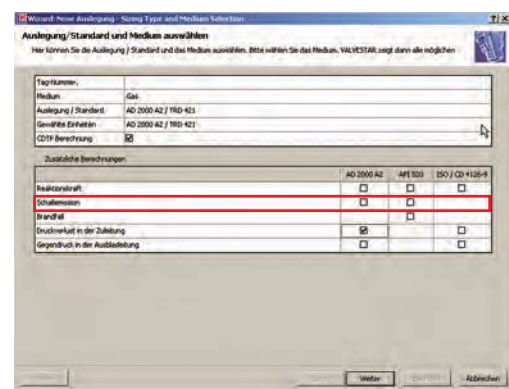 Wizard: Neue Auslegung - Sizing Type and Medium Selection
Auslegung/Standard und Medium auswählen
Hier können Sie die Auslegung / Standard und das Medium auswählen. Bitte wählen Sie das Medium. VALVESTAR zeigt dann alle möglichen
Tag-Nummer.
Medium Gas
Auslegung / Standard AD 2000 A2 / TRD 421
Gewählte Einheiten AD 2000 A2 / TRD 421
CDTP Berechnung
Zusätzliche Berechnungen
AD 2000 A2 API 520 ISO / CD 4126-9
Reaktionskraft
Schallemission
Brandfall
Druckverlust in der Zuleitung
Gegendruck in der Ausblaseleitung
Weiter Abbrechen